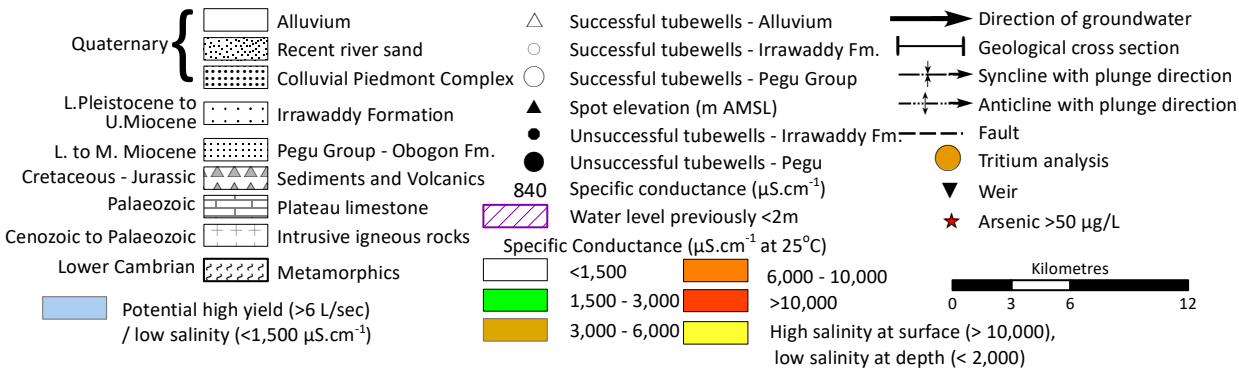 Quaternary
Alluvium
Recent river sand
Colluvial Piedmont Complex
L.Pleistocene to
U.Miocene
Irrawaddy Formation
L. to M. Miocene
Pegu Group - Obogon Fm.
Cretaceous - Jurassic
Sediments and Volcanics
Palaeozoic
Plateau limestone
Cenozoic to Palaeozoic
Intrusive igneous rocks
Lower Cambrian
Metamorphics
Potential high yield (>6 L/sec)
/ low salinity (<1,500 µS.cm⁻¹)
Successful tubewells - Alluvium
Successful tubewells - Irrawaddy Fm.
Successful tubewells - Pegu Group
Spot elevation (m AMSL)
Unsuccessful tubewells - Irrawaddy Fm.
Unsuccessful tubewells - Pegu
840 Specific conductance (µS.cm⁻¹)
Water level previously <2m
Specific Conductance (µS.cm⁻¹ at 25°C)
<1,500
1,500 - 3,000
3,000 - 6,000
6,000 - 10,000
>10,000
High salinity at surface (> 10,000),
low salinity at depth (< 2,000)
Direction of groundwater
Geological cross section
Syncline with plunge direction
Anticline with plunge direction
Fault
Tritium analysis
Weir
Arsenic >50 µg/L
Kilometres
0 3 6 12